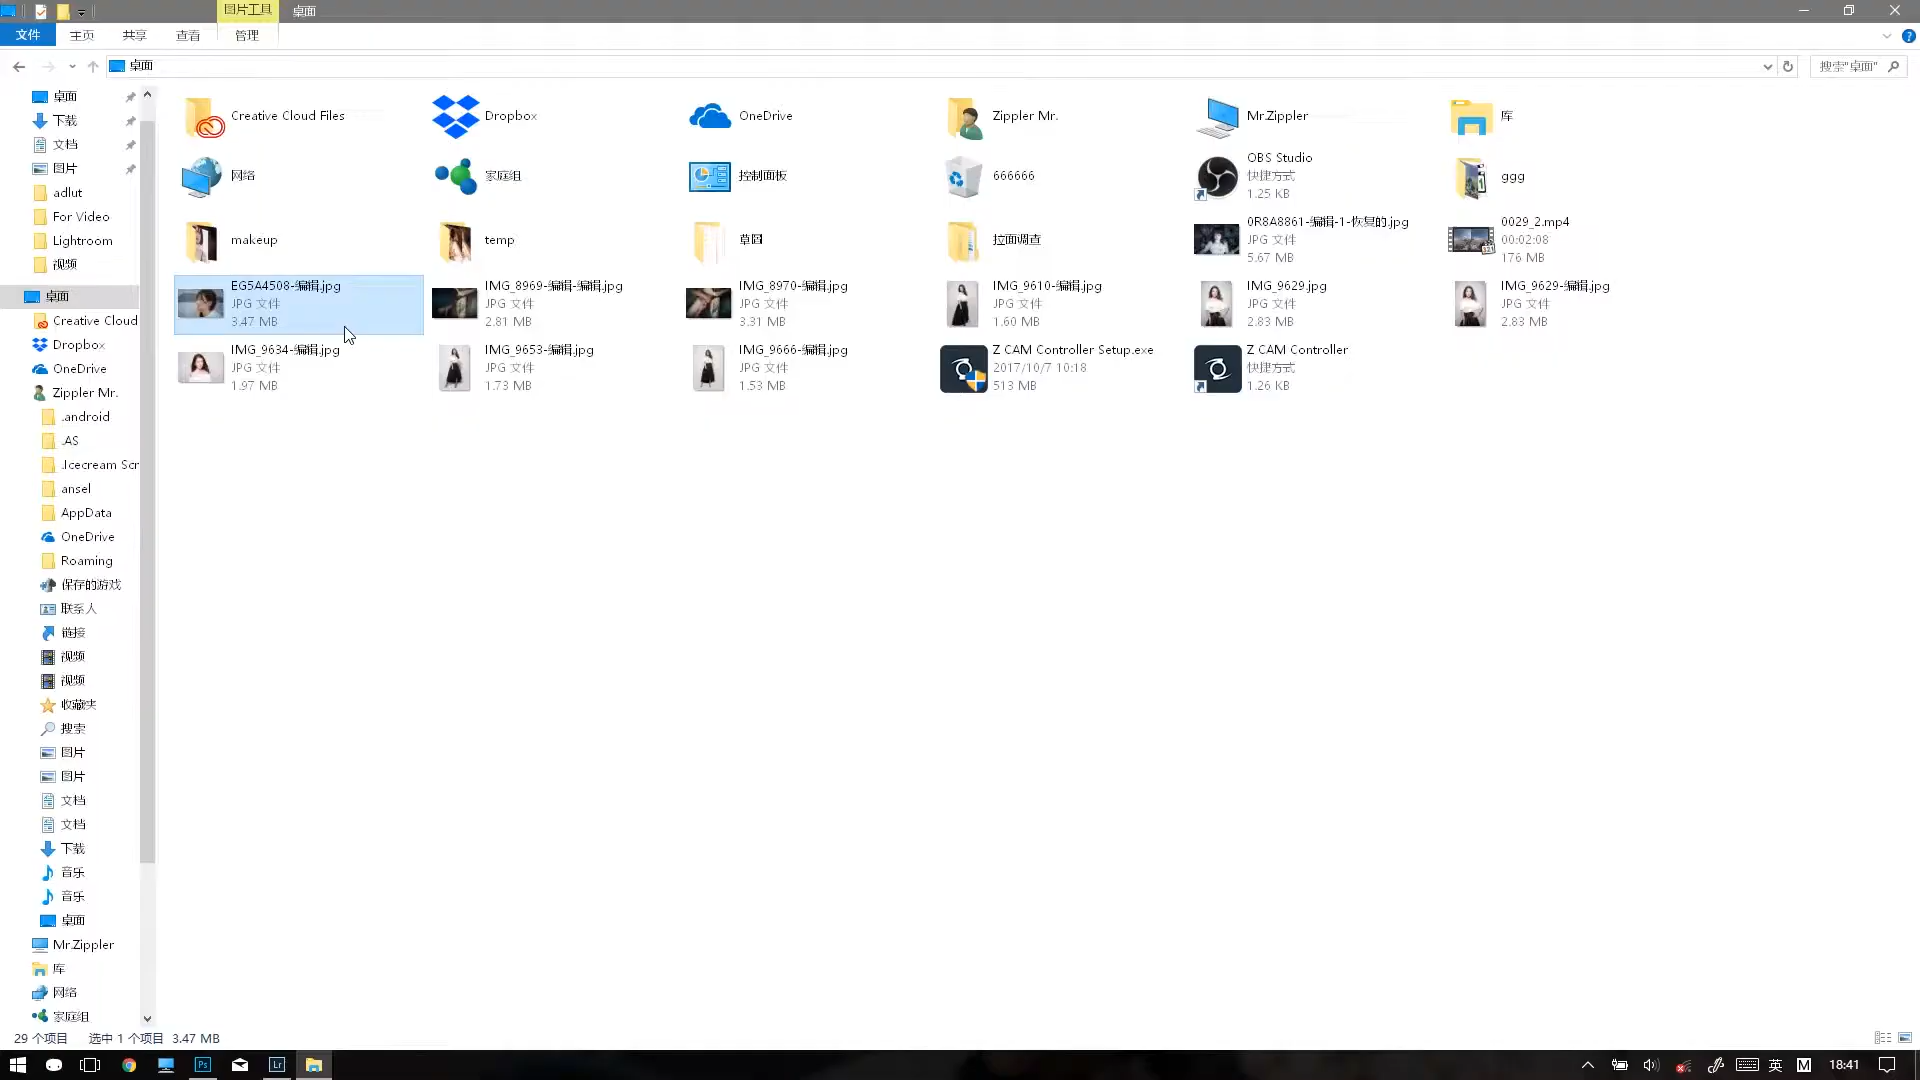 图片工具
桌面
文件
主页
共享
查看
管理
桌面
搜索"桌面"
桌面
下载
文档
图片
adlut
For Video
Lightroom
视频
桌面
Creative Cloud
Dropbox
OneDrive
Zippler Mr.
.android
.AS
.Icecream Scr
ansel
AppData
OneDrive
Roaming
保存的游戏
联系人
链接
视频
视频
收藏夹
搜索
图片
图片
文档
文档
下载
音乐
音乐
桌面
Mr.Zippler
库
网络
家庭组
Creative Cloud Files
Dropbox
OneDrive
Zippler Mr.
Mr.Zippler
库
网络
家庭组
控制面板
666666
OBS Studio
快捷方式
1.25 KB
ggg
makeup
temp
草图
拉面调查
0R8A8861-编辑-1-恢复的.jpg
JPG 文件
5.67 MB
0029_2.mp4
00:02:08
176 MB
EG5A4508-编辑.jpg
JPG 文件
3.47 MB
IMG_8969-编辑-编辑.jpg
JPG 文件
2.81 MB
IMG_8970-编辑.jpg
JPG 文件
3.31 MB
IMG_9610-编辑.jpg
JPG 文件
1.60 MB
IMG_9629.jpg
JPG 文件
2.83 MB
IMG_9629-编辑.jpg
JPG 文件
2.83 MB
IMG_9634-编辑.jpg
JPG 文件
1.97 MB
IMG_9653-编辑.jpg
JPG 文件
1.73 MB
IMG_9666-编辑.jpg
JPG 文件
1.53 MB
Z CAM Controller Setup.exe
2017/10/7 10:18
513 MB
Z CAM Controller
快捷方式
1.26 KB
29 个项目 选中 1 个项目 3.47 MB
Ps
Lr
英
M
18:41